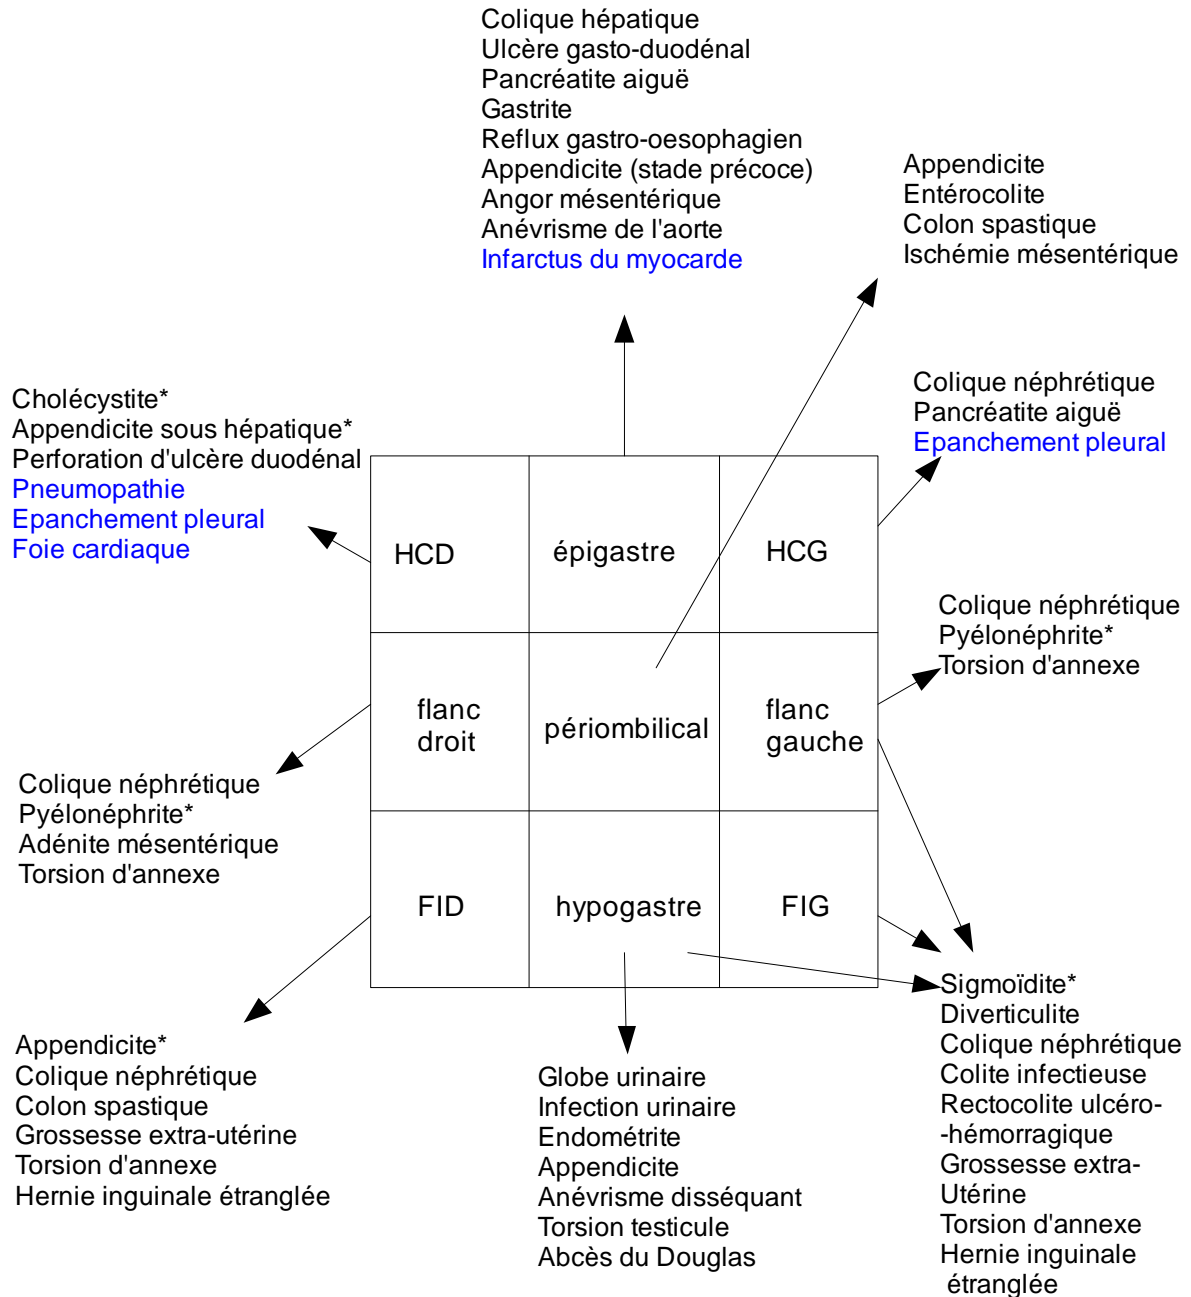 Colique hépatique
Ulcère gasto-duodénal
Pancréatite aiguë
Gastrite
Reflux gastro-oesophagien
Appendicite (stade précoce)
Angor mésentérique
Anévrisme de l'aorte
Infarctus du myocarde
Appendicite
Entérocolite
Colon spastique
Ischémie mésentérique
Cholécystite*
Appendicite sous hépatique*
Perforation d'ulcère duodénal
Pneumopathie
Epanchement pleural
Foie cardiaque
Colique néphrétique
Pancréatite aiguë
Epanchement pleural
HCD
épigastre
HCG
Colique néphrétique
Pyélonéphrite*
Torsion d'annexe
flanc
droit
périombilical
flanc
gauche
Colique néphrétique
Pyélonéphrite*
Adénite mésentérique
Torsion d'annexe
FID
hypogastre
FIG
Appendicite*
Colique néphrétique
Colon spastique
Grossesse extra-utérine
Torsion d'annexe
Hernie inguinale étranglée
Globe urinaire
Infection urinaire
Endométrite
Appendicite
Anévrisme disséquant
Torsion testicule
Abcès du Douglas
Sigmoïdite*
Diverticulite
Colique néphrétique
Colite infectieuse
Rectocolite ulcéro-
-hémorragique
Grossesse extra-
Utérine
Torsion d'annexe
Hernie inguinale
étranglée